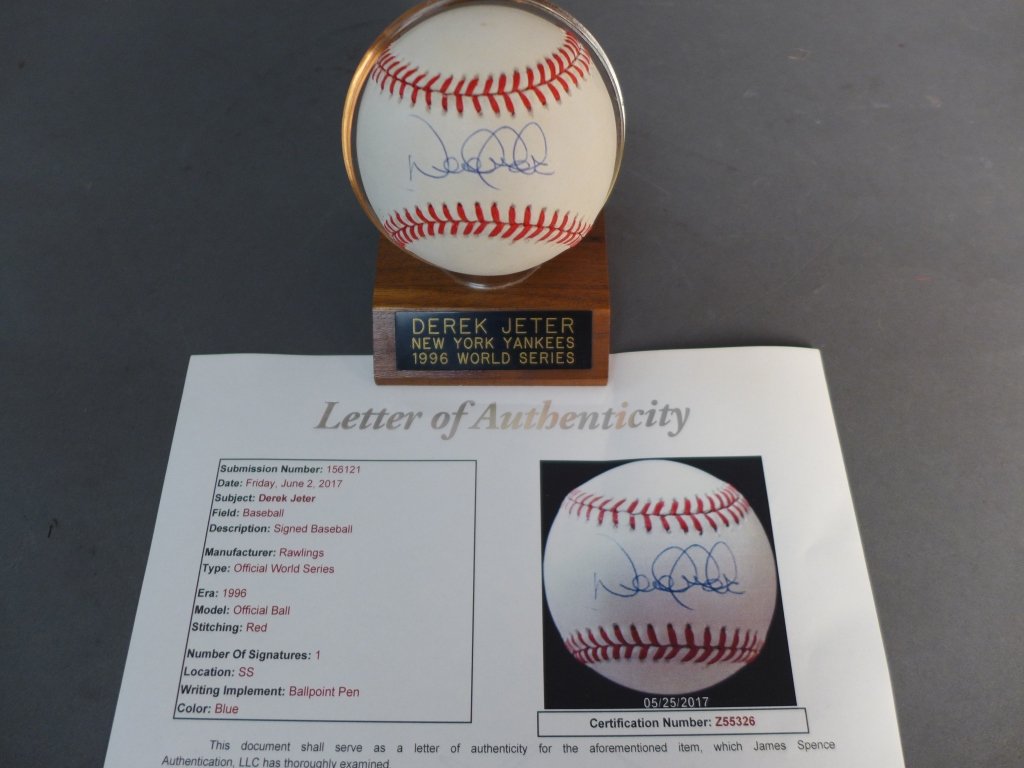 Derek Jeter
DEREK JETER
NEW YORK YANKEES
1996 WORLD SERIES
Letter of Authenticity
Submission Number: 156121
Date: Friday, June 2, 2017
Subject: Derek Jeter
Field: Baseball
Description: Signed Baseball
Manufacturer: Rawlings
Type: Official World Series
Era: 1996
Model: Official Ball
Stitching: Red
Number Of Signatures: 1
Location: SS
Writing Implement: Ballpoint Pen
Color: Blue
Derek Jeter
05/25/2017
Certification Number: Z55326
This document shall serve as a letter of authenticity for the aforementioned item, which James Spence
Authentication, LLC has thoroughly examined.